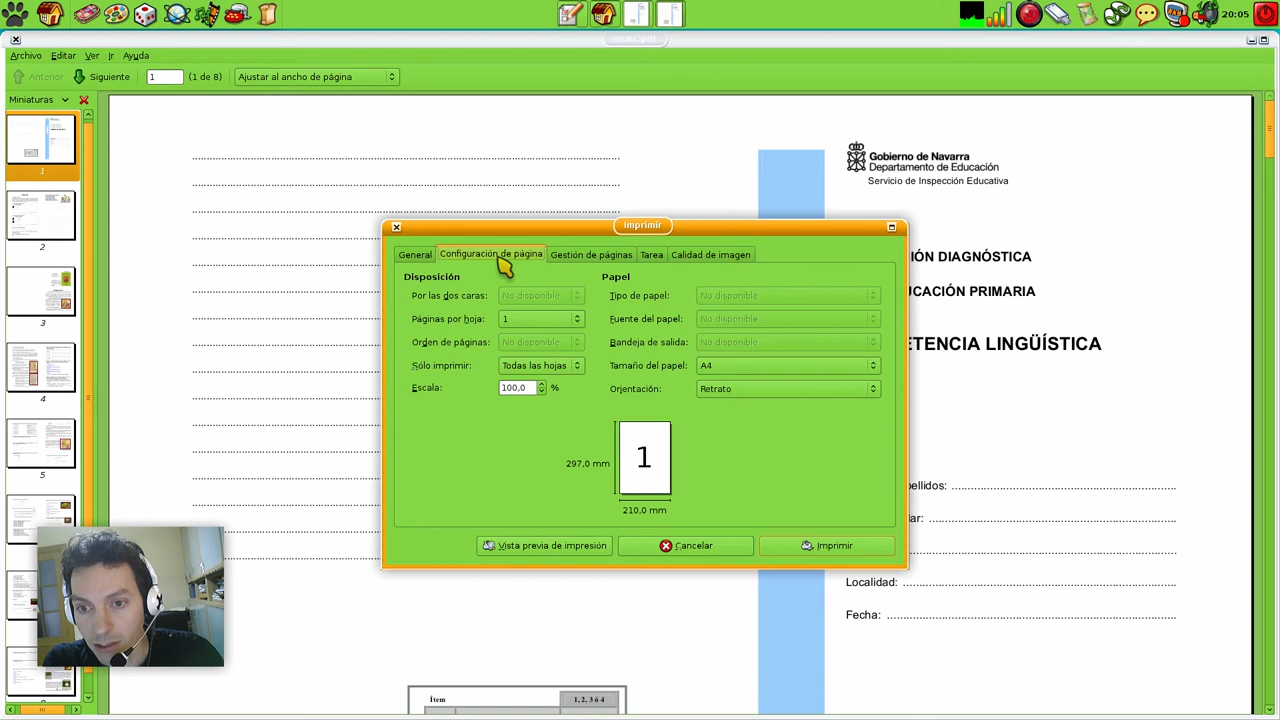 20:05
Archivo Editar Ver Ir Ayuda
Anterior Siguiente 1 (1 de 8) Ajustar al ancho de página
Miniaturas
1
2
3
4
5
Gobierno de Navarra
Departamento de Educación
Servicio de Inspección Educativa
IÓN DIAGNÓSTICA
UCACIÓN PRIMARIA
ETENCIA LINGÜÍSTICA
pellidos:
lar:
Localidad:
Fecha:
Ítem 1, 2, 3 ó 4
Imprimir
General Configuración de página Gestión de páginas Tarea Calidad de imagen
Disposición Papel
Por las dos caras: No disponible Tipo de papel: No disponible
Páginas por hoja: 1 Fuente del papel: No disponible
Orden de páginas: No disponible Bandeja de salida: No disponible
Sólo imprimir: Todas las hojas Tamaño del papel: A4
Escala: 100,0 % Orientación: Retrato
297,0 mm 1
210,0 mm
Vista previa de impresión Cancelar Imprimir